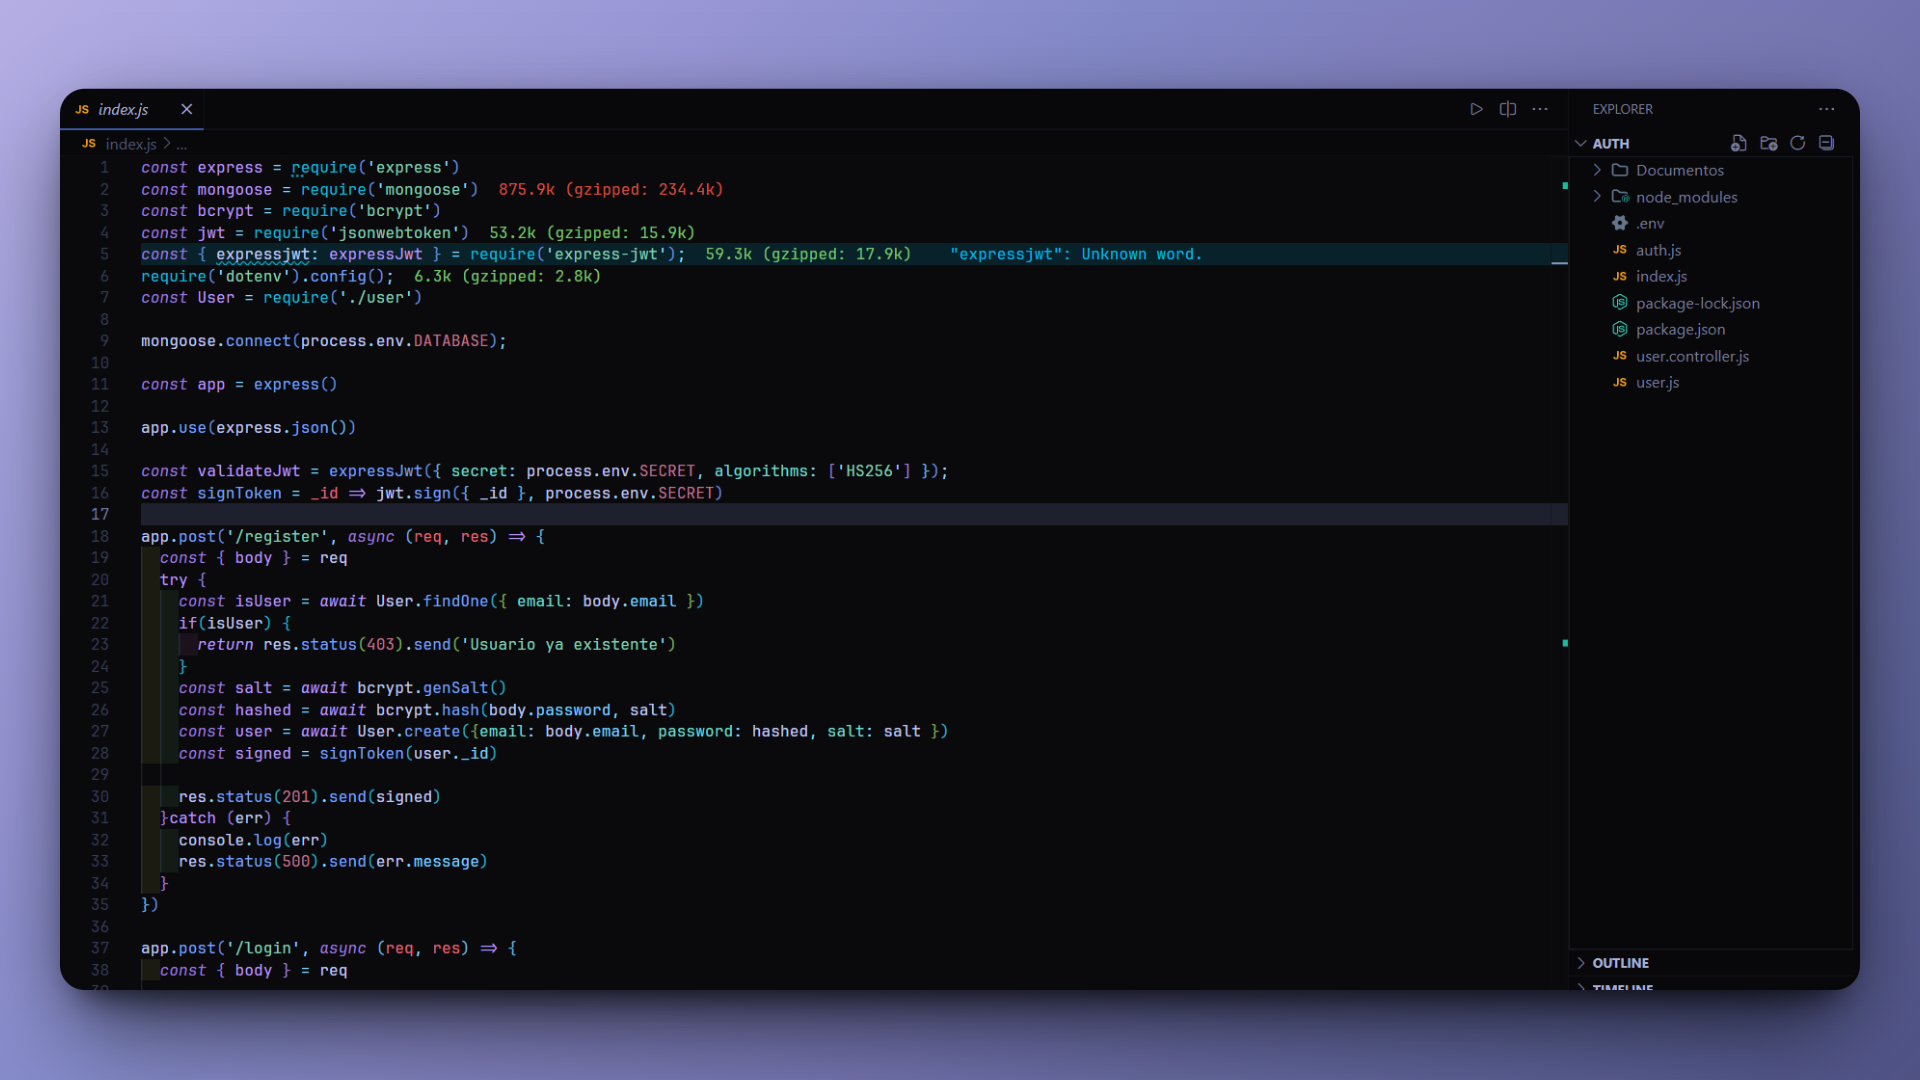 JS index.js
JS index.js > ...
1 const express = require('express')
2 const mongoose = require('mongoose') 875.9k (gzipped: 234.4k)
3 const bcrypt = require('bcrypt')
4 const jwt = require('jsonwebtoken') 53.2k (gzipped: 15.9k)
5 const { expressjwt: expressJwt } = require('express-jwt'); 59.3k (gzipped: 17.9k) "expressjwt": Unknown word.
6 require('dotenv').config(); 6.3k (gzipped: 2.8k)
7 const User = require('./user')
8
9 mongoose.connect(process.env.DATABASE);
10
11 const app = express()
12
13 app.use(express.json())
14
15 const validateJwt = expressJwt({ secret: process.env.SECRET, algorithms: ['HS256'] });
16 const signToken = _id => jwt.sign({ _id }, process.env.SECRET)
17
18 app.post('/register', async (req, res) => {
19 const { body } = req
20 try {
21 const isUser = await User.findOne({ email: body.email })
22 if(isUser) {
23 return res.status(403).send('Usuario ya existente')
24 }
25 const salt = await bcrypt.genSalt()
26 const hashed = await bcrypt.hash(body.password, salt)
27 const user = await User.create({email: body.email, password: hashed, salt: salt })
28 const signed = signToken(user._id)
29
30 res.status(201).send(signed)
31 }catch (err) {
32 console.log(err)
33 res.status(500).send(err.message)
34 }
35 })
36
37 app.post('/login', async (req, res) => {
38 const { body } = req
39
EXPLORER
AUTH
Documentos
node_modules
.env
JS auth.js
JS index.js
package-lock.json
package.json
JS user.controller.js
JS user.js
OUTLINE
TIMELINE